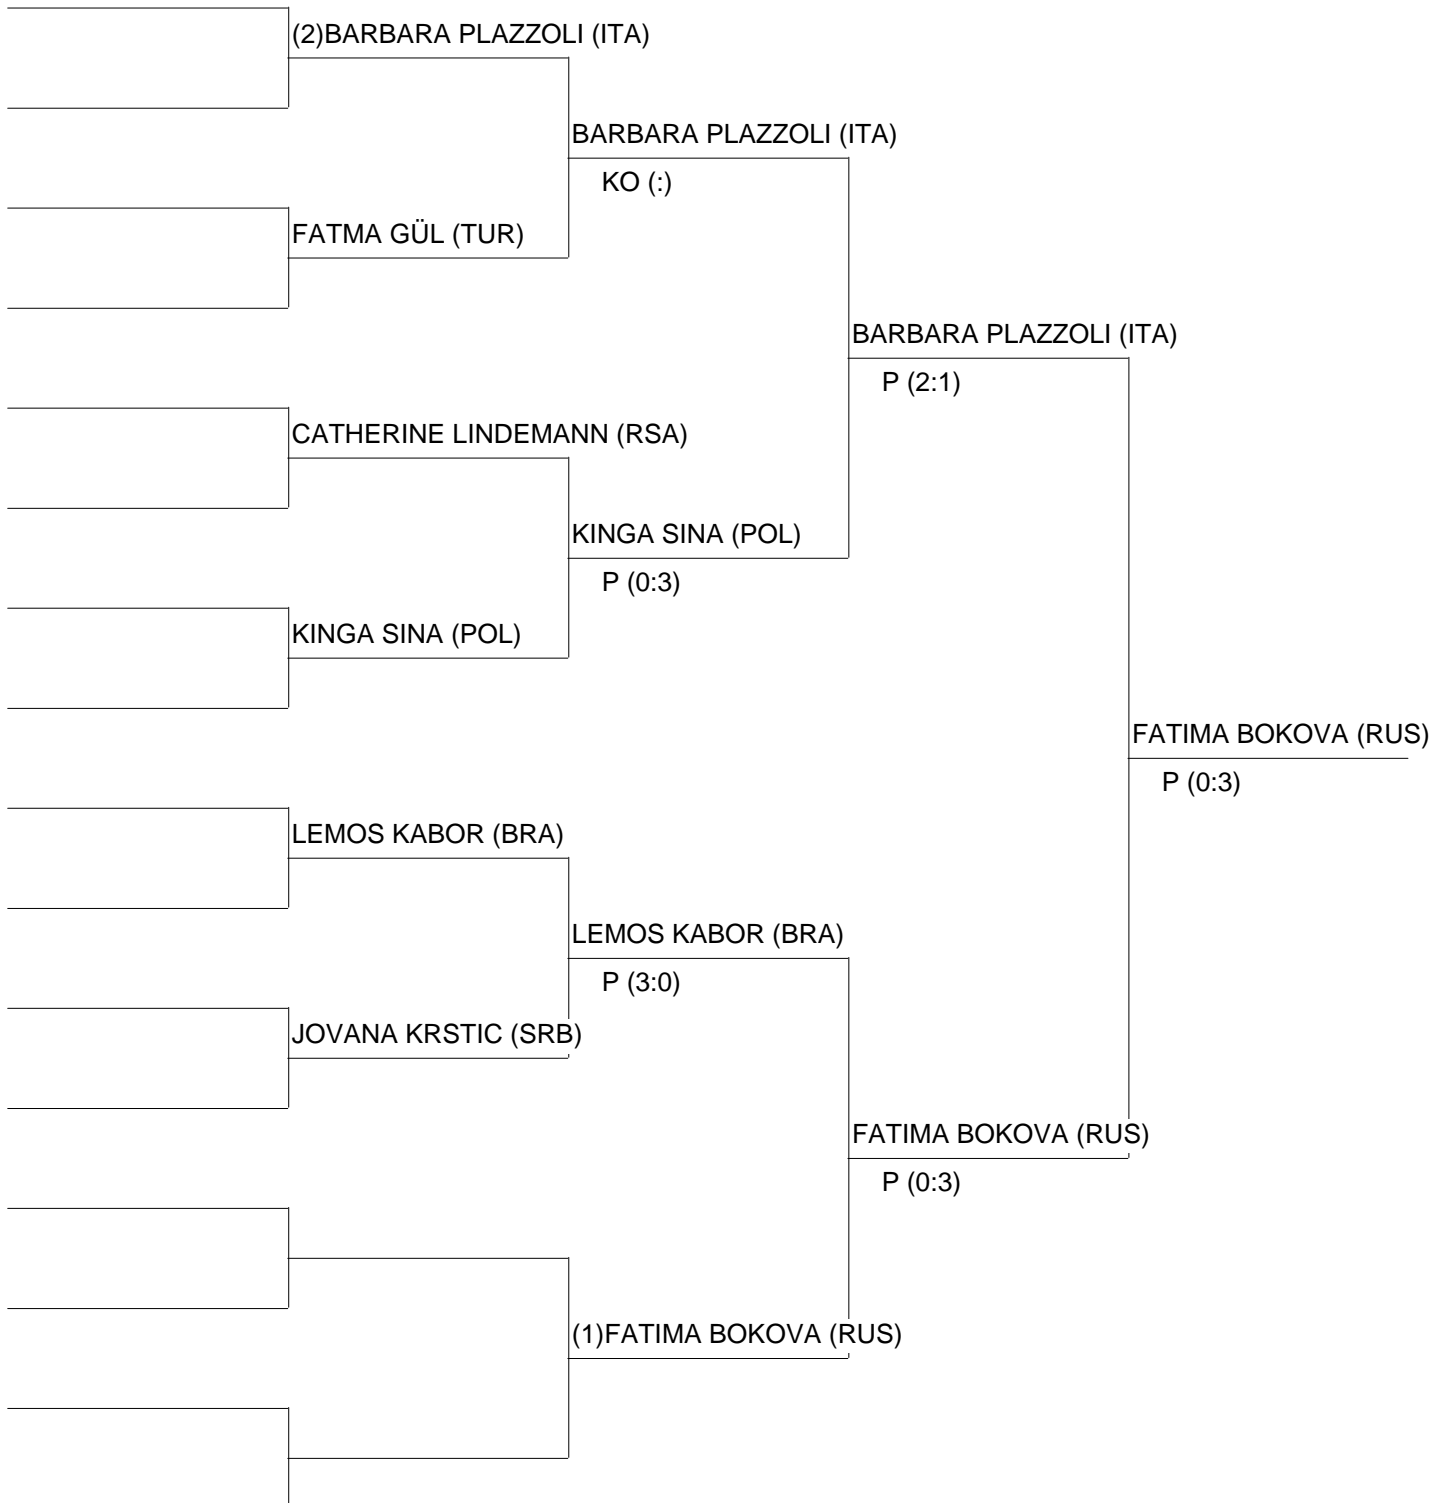 (2)BARBARA PLAZZOLI (ITA)
BARBARA PLAZZOLI (ITA)
KO (:)
FATMA GÜL (TUR)
BARBARA PLAZZOLI (ITA)
P (2:1)
CATHERINE LINDEMANN (RSA)
KINGA SINA (POL)
P (0:3)
KINGA SINA (POL)
FATIMA BOKOVA (RUS)
P (0:3)
LEMOS KABOR (BRA)
LEMOS KABOR (BRA)
P (3:0)
JOVANA KRSTIC (SRB)
FATIMA BOKOVA (RUS)
P (0:3)
(1)FATIMA BOKOVA (RUS)